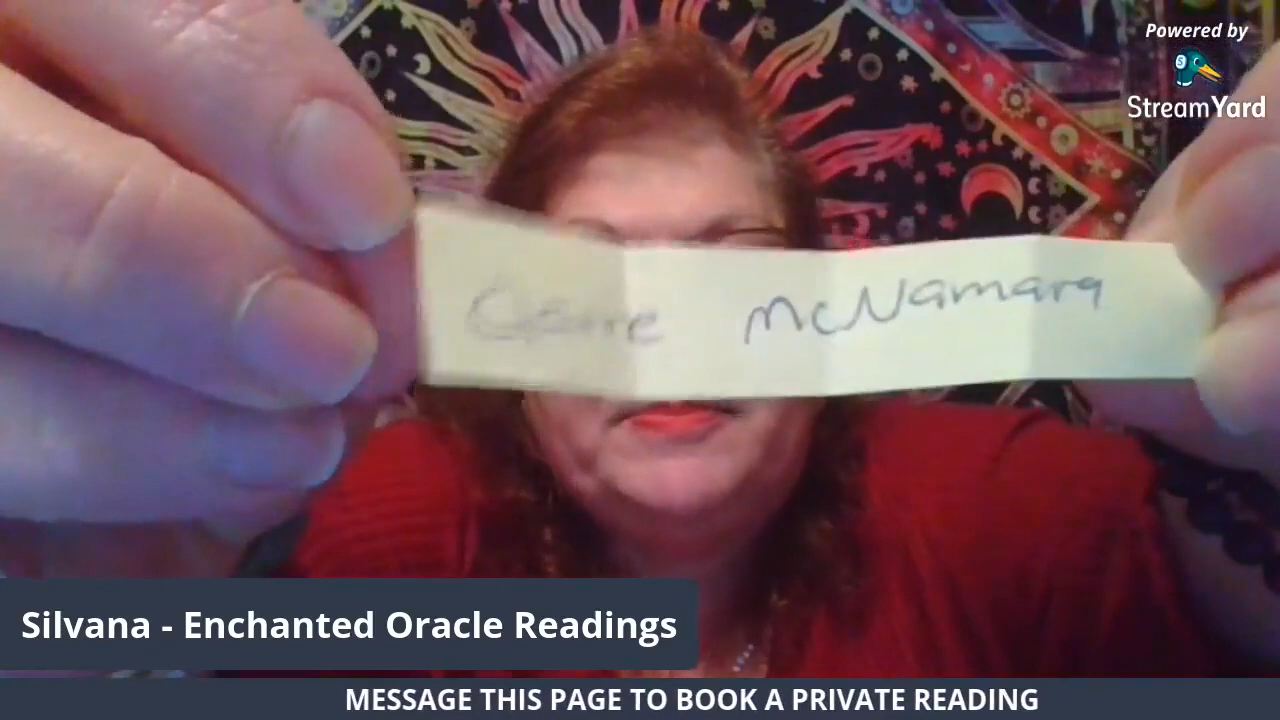 Powered by
StreamYard
McNamara
Silvana - Enchanted Oracle Readings
MESSAGE THIS PAGE TO BOOK A PRIVATE READING